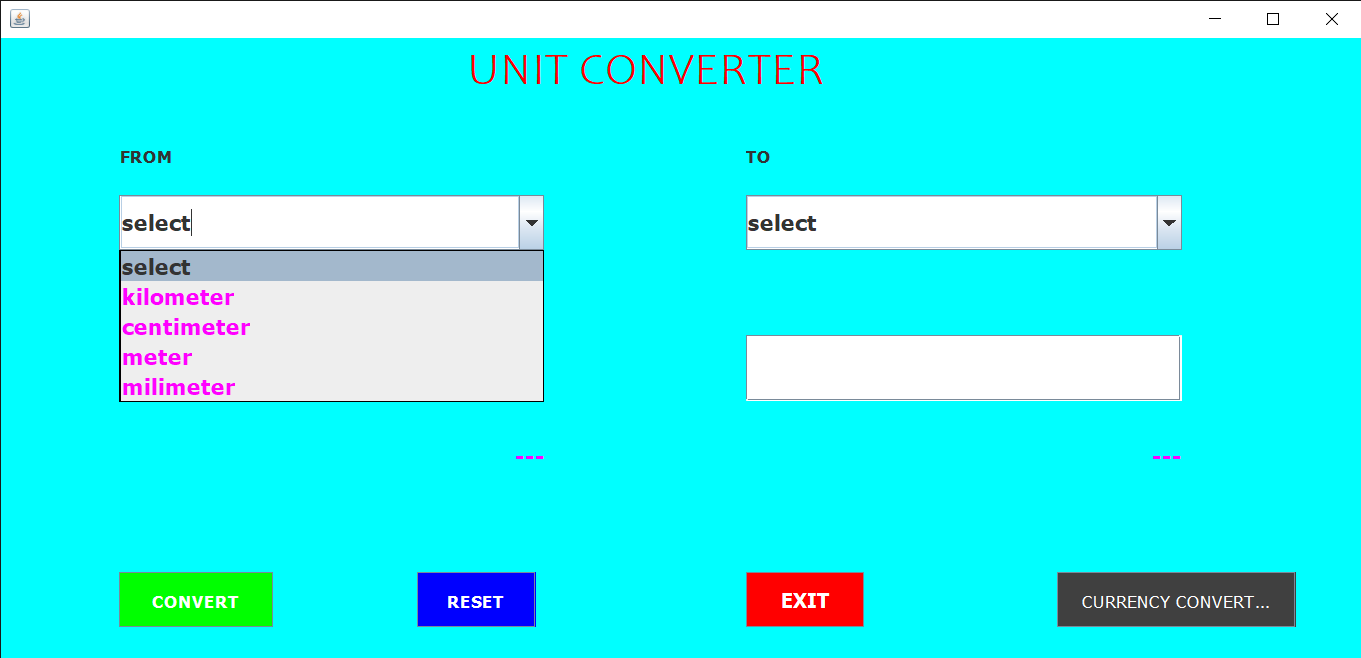 UNIT CONVERTER
FROM
TO
select
select
select
kilometer
centimeter
meter
milimeter
---
---
CONVERT
RESET
EXIT
CURRENCY CONVERT...